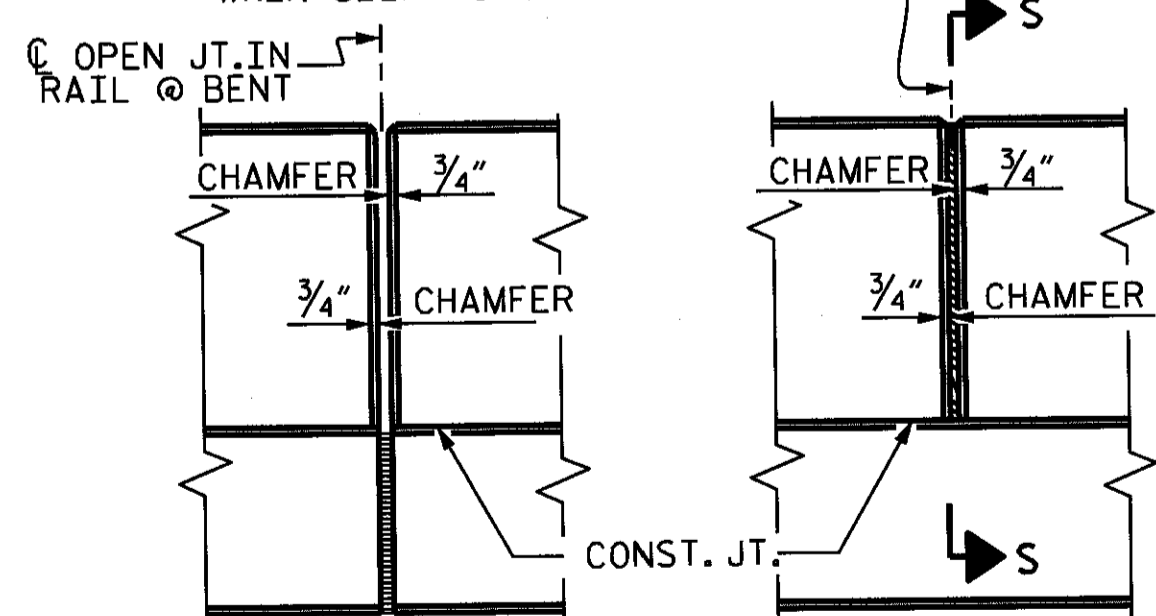 S
℄ OPEN JT. IN
RAIL @ BENT
CHAMFER 3/4"
3/4" CHAMFER
CHAMFER 3/4"
3/4" CHAMFER
CONST. JT.
S